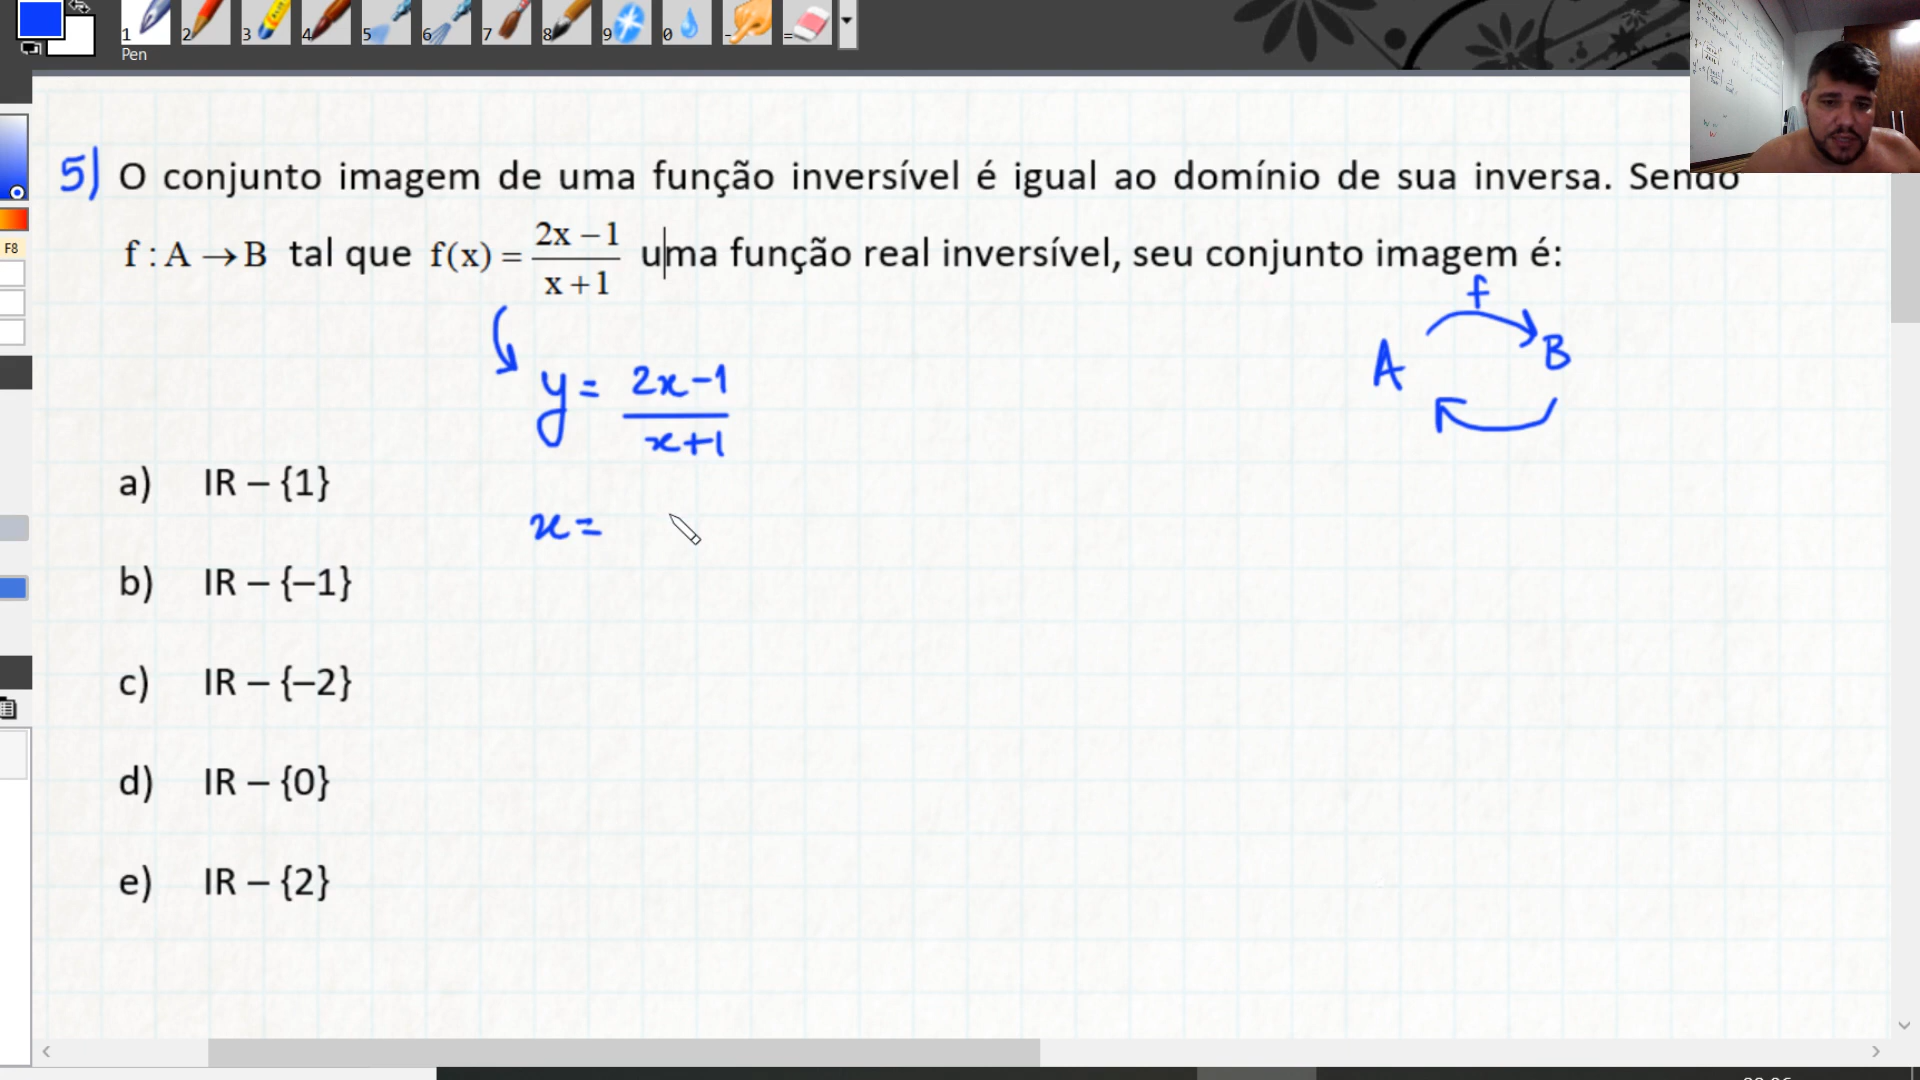 1 2 3 4 5 6 7 8 9 0 - =
Pen
F8
5) O conjunto imagem de uma função inversível é igual ao domínio de sua inversa. Sendo
f : A → B tal que f(x) = \frac{2x − 1}{x + 1} uma função real inversível, seu conjunto imagem é:
f
A B
y = \frac{2x-1}{x+1}
a) IR – {1}
x =
b) IR – {–1}
c) IR – {–2}
d) IR – {0}
e) IR – {2}